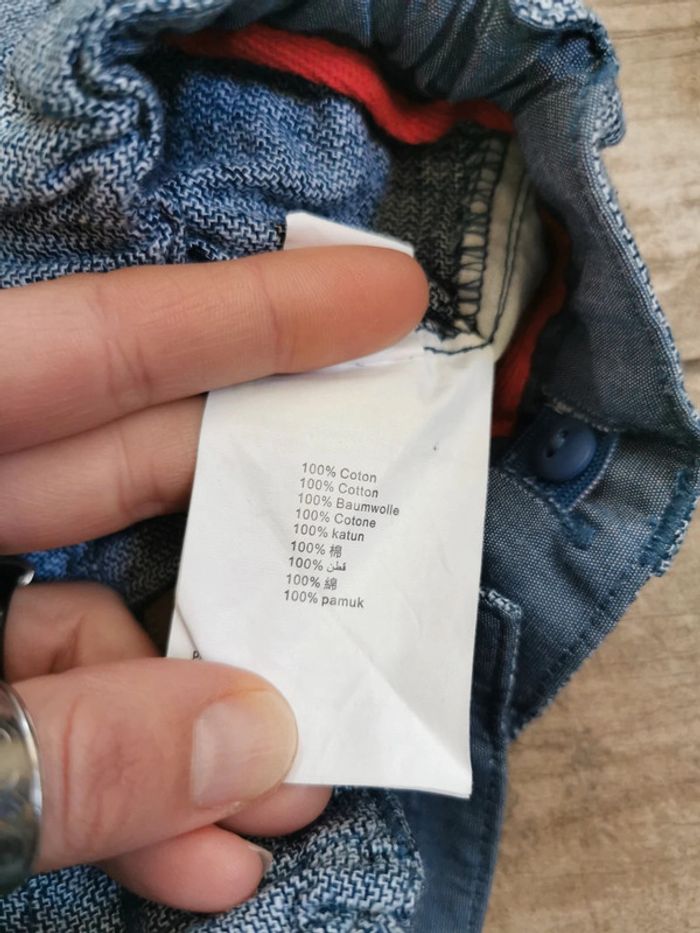 100% Coton
100% Cotton
100% Baumwolle
100% Cotone
100% katun
100% 棉
100% قطن
100% 綿
100% pamuk